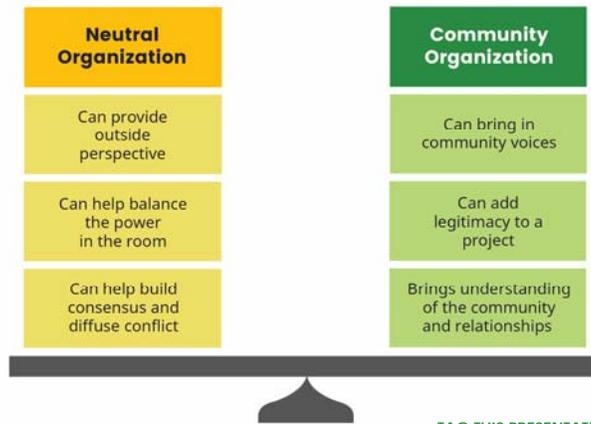 Neutral
Organization
Can provide
outside
perspective
Can help balance
the power
in the room
Can help build
consensus and
diffuse conflict
Community
Organization
Can bring in
community voices
Can add
legitimacy to a
project
Brings understanding
of the community
and relationships
THIS